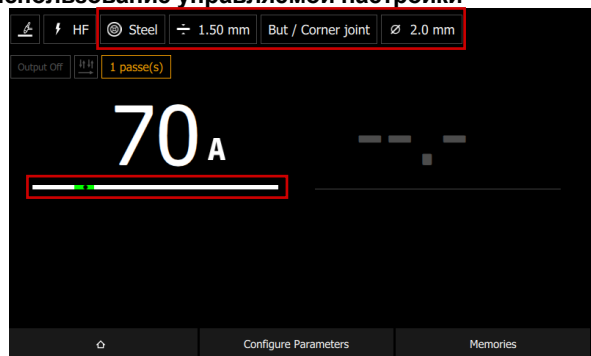 использование управляемой настройки
HF Steel 1.50 mm But / Corner joint Ø 2.0 mm
Output Off 1 passe(s)
70 A --.-
Configure Parameters Memories